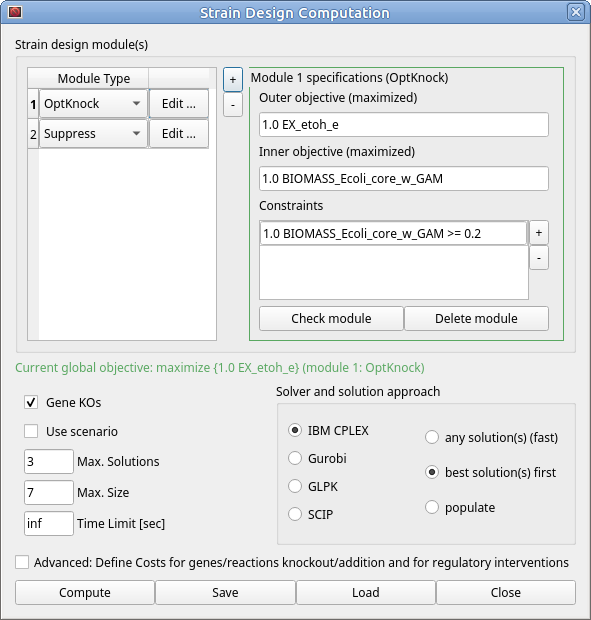 Strain Design Computation
Strain design module(s)
Module Type
1 OptKnock Edit ...
2 Suppress Edit ...
+
-
Module 1 specifications (OptKnock)
Outer objective (maximized)
1.0 EX_etoh_e
Inner objective (maximized)
1.0 BIOMASS_Ecoli_core_w_GAM
Constraints
1.0 BIOMASS_Ecoli_core_w_GAM >= 0.2
+
-
Check module Delete module
Current global objective: maximize {1.0 EX_etoh_e} (module 1: OptKnock)
Gene KOs
Use scenario
3 Max. Solutions
7 Max. Size
inf Time Limit [sec]
Solver and solution approach
IBM CPLEX
Gurobi
GLPK
SCIP
any solution(s) (fast)
best solution(s) first
populate
Advanced: Define Costs for genes/reactions knockout/addition and for regulatory interventions
Compute Save Load Close